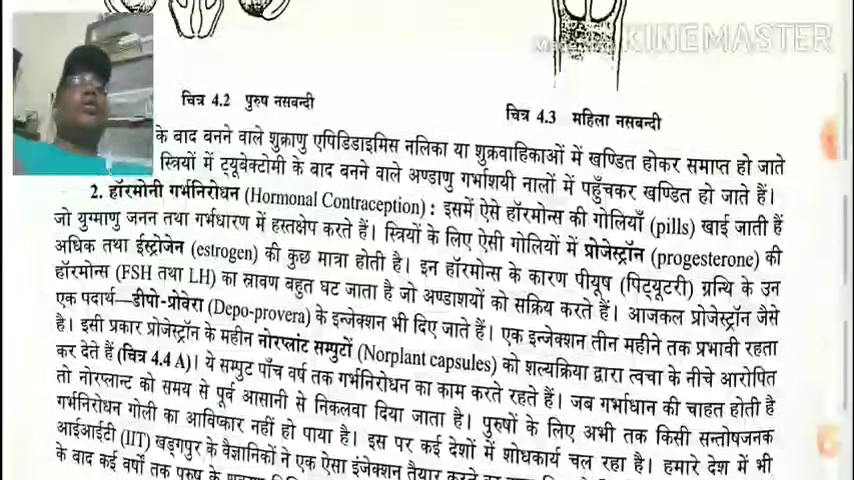 KINEMASTER
चित्र 4.2 पुरुष नसबन्दी
चित्र 4.3 महिला नसबन्दी
के बाद बनने वाले शुक्राणु एपिडिडाइमिस नलिका या शुक्रवाहिकाओं में खण्डित होकर समाप्त हो जाते
स्त्रियों में ट्यूबेक्टोमी के बाद बनने वाले अण्डाणु गर्भाशयी नालों में पहुँचकर खण्डित हो जाते हैं।
2. हॉरमोनी गर्भनिरोधन (Hormonal Contraception) : इसमें ऐसे हॉरमोन्स की गोलियाँ (pills) खाई जाती हैं
जो युग्माणु जनन तथा गर्भधारण में हस्तक्षेप करते हैं। स्त्रियों के लिए ऐसी गोलियों में प्रोजेस्ट्रॉन (progesterone) की
अधिक तथा ईस्ट्रोजेन (estrogen) की कुछ मात्रा होती है। इन हॉरमोन्स के कारण पीयूष (पिट्यूटरी) ग्रन्थि के उन
हॉरमोन्स (FSH तथा LH) का स्रावण बहुत घट जाता है जो अण्डाशयों को सक्रिय करते हैं। आजकल प्रोजेस्ट्रॉन जैसे
एक पदार्थ—डीपो-प्रोवेरा (Depo-provera) के इन्जेक्शन भी दिए जाते हैं। एक इन्जेक्शन तीन महीने तक प्रभावी रहता
है। इसी प्रकार प्रोजेस्ट्रॉन के महीन नोरप्लांट सम्पुटों (Norplant capsules) को शल्यक्रिया द्वारा त्वचा के नीचे आरोपित
कर देते हैं (चित्र 4.4 A)। ये सम्पुट पाँच वर्ष तक गर्भनिरोधन का काम करते रहते हैं। जब गर्भाधान की चाहत होती है
तो नोरप्लान्ट को समय से पूर्व आसानी से निकलवा दिया जाता है। पुरुषों के लिए अभी तक किसी सन्तोषजनक
गर्भनिरोधन गोली का आविष्कार नहीं हो पाया है। इस पर कई देशों में शोधकार्य चल रहा है। हमारे देश में भी
आईआईटी (IIT) खड़गपुर के वैज्ञानिकों ने एक ऐसा इंजेक्शन तैयार करने
के बाद कई वर्षों तक पुरुष के